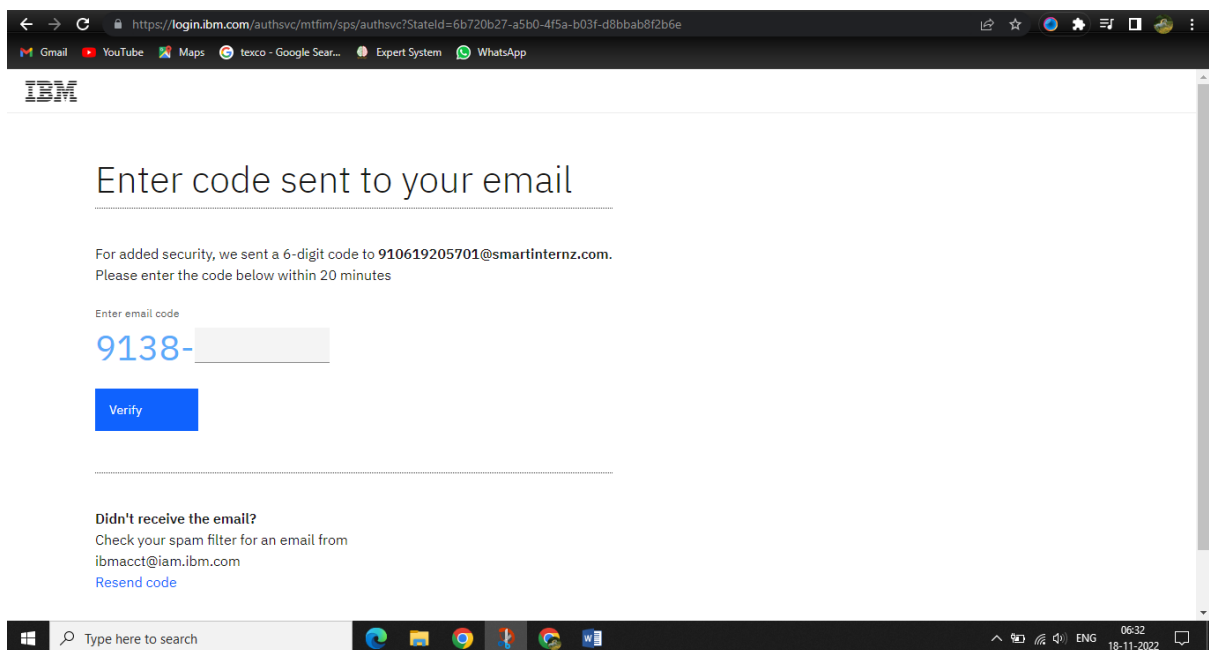 https://login.ibm.com/authsvc/mtfim/sps/authsvc?StateId=6b720b27-a5b0-4f5a-b03f-d8bbab8f2b6e
Gmail YouTube Maps texco - Google Sear... Expert System WhatsApp
IBM
Enter code sent to your email
For added security, we sent a 6-digit code to 910619205701@smartinternz.com.
Please enter the code below within 20 minutes
Enter email code
9138-
Verify
Didn't receive the email?
Check your spam filter for an email from
ibmacct@iam.ibm.com
Resend code
Type here to search
ENG
06:32
18-11-2022